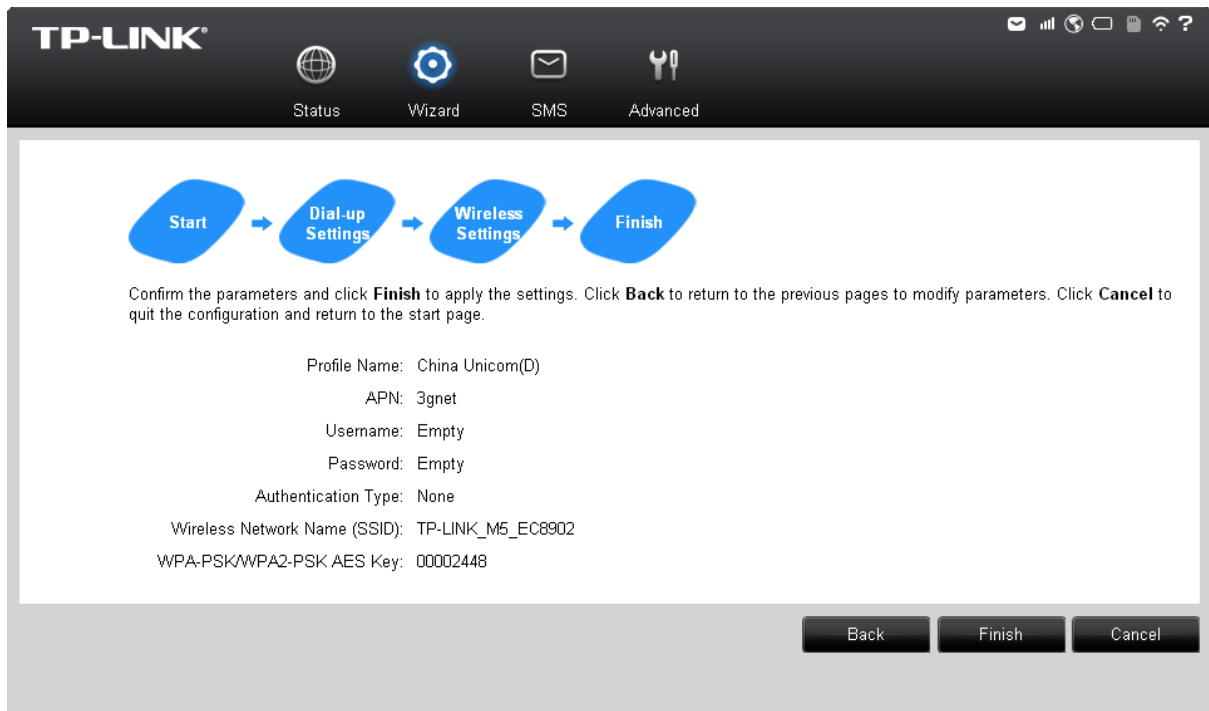 TP-LINK®
?
Status
Wizard
SMS
Advanced
Start
Dial-up
Settings
Wireless
Settings
Finish
Confirm the parameters and click Finish to apply the settings. Click Back to return to the previous pages to modify parameters. Click Cancel to
quit the configuration and return to the start page.
Profile Name: China Unicom(D)
APN: 3gnet
Username: Empty
Password: Empty
Authentication Type: None
Wireless Network Name (SSID): TP-LINK_M5_EC8902
WPA-PSK/WPA2-PSK AES Key: 00002448
Back
Finish
Cancel